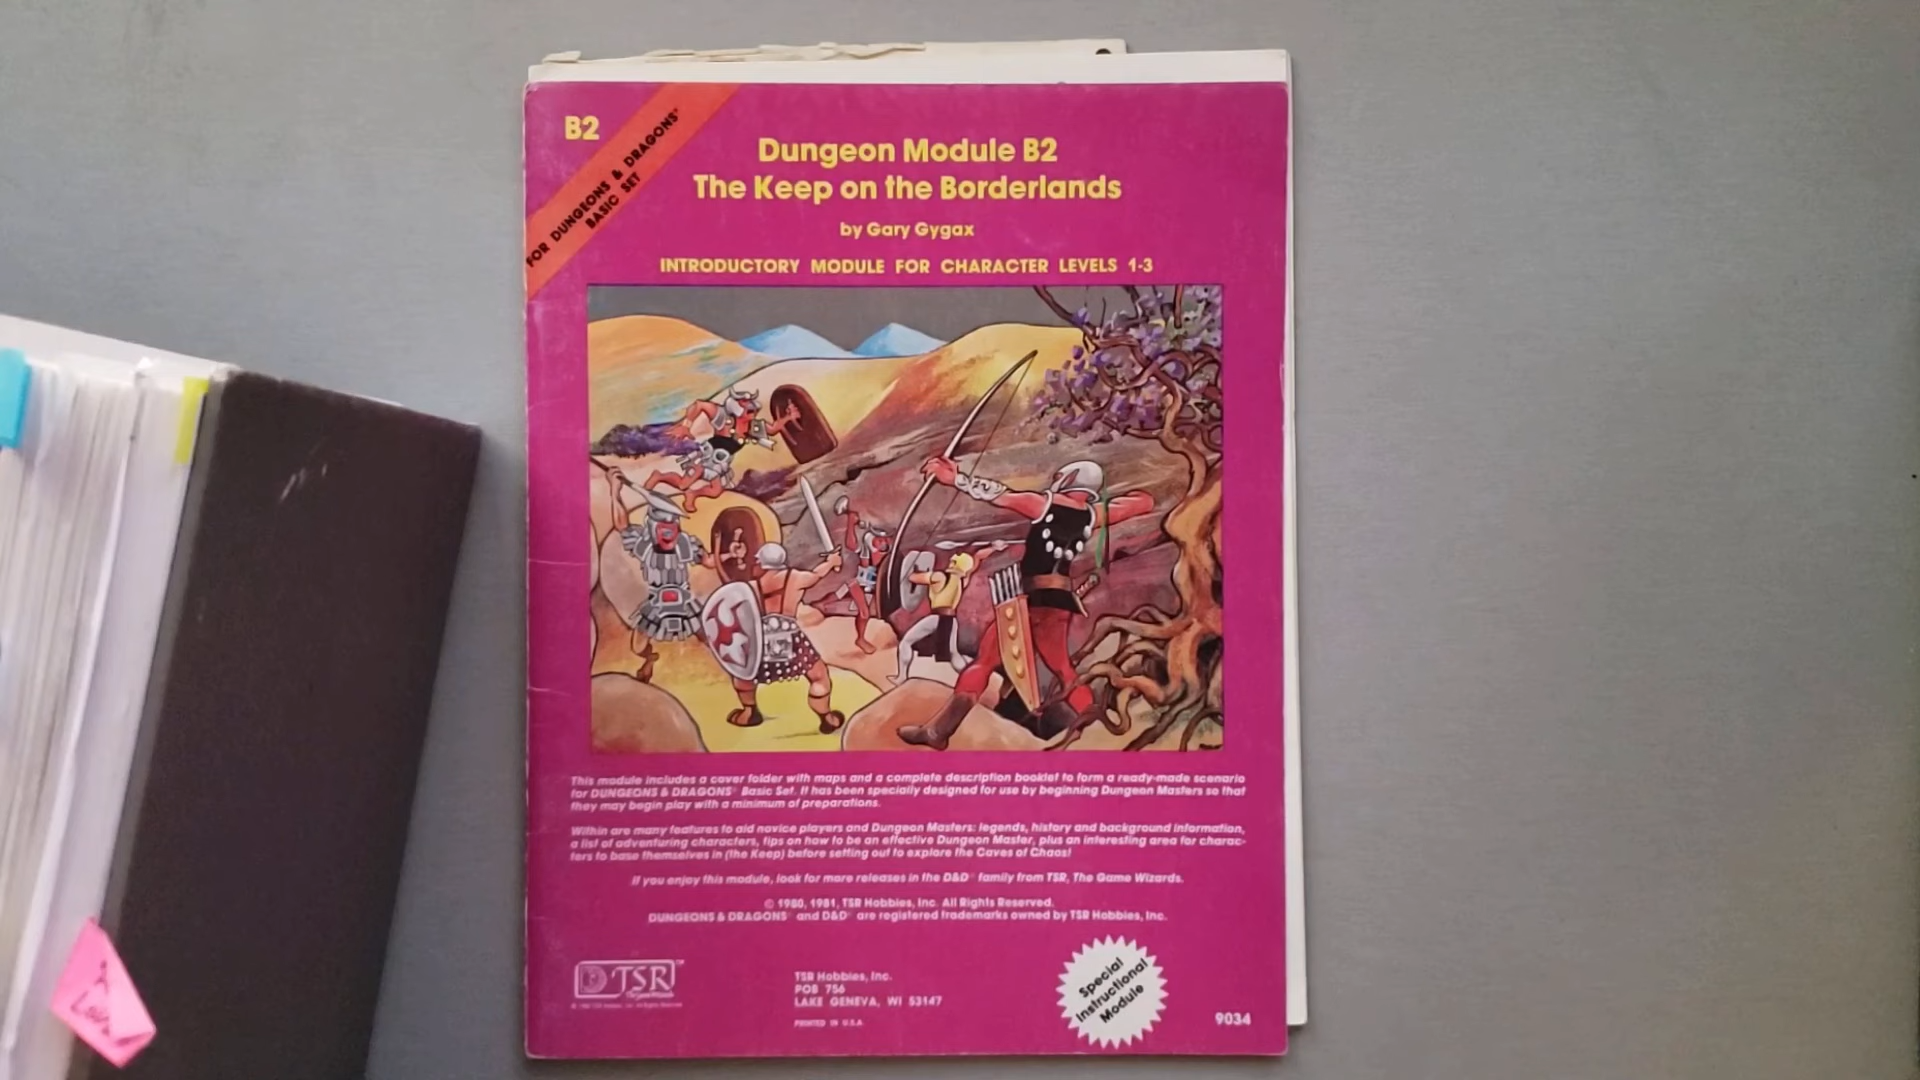 B2
FOR DUNGEONS & DRAGONS®
BASIC SET
Dungeon Module B2
The Keep on the Borderlands
by Gary Gygax
INTRODUCTORY MODULE FOR CHARACTER LEVELS 1-3
This module includes a cover folder with maps and a complete description booklet to form a ready-made scenario
for DUNGEONS & DRAGONS® Basic Set. It has been specially designed for use by beginning Dungeon Masters so that
they may begin play with a minimum of preparations.
Within are many features to aid novice players and Dungeon Masters: legends, history and background information,
a list of adventuring characters, tips on how to be an effective Dungeon Master, plus an interesting area for charac-
ters to base themselves in (the Keep) before setting out to explore the Caves of Chaos!
If you enjoy this module, look for more releases in the D&D® family from TSR, The Game Wizards.
© 1980, 1981, TSR Hobbies, Inc. All Rights Reserved.
DUNGEONS & DRAGONS® and D&D® are registered trademarks owned by TSR Hobbies, Inc.
TSR™
The Game Wizards
TSR Hobbies, Inc.
POB 756
LAKE GENEVA, WI 53147
PRINTED IN U.S.A.
Special
Instructional
Module
9034